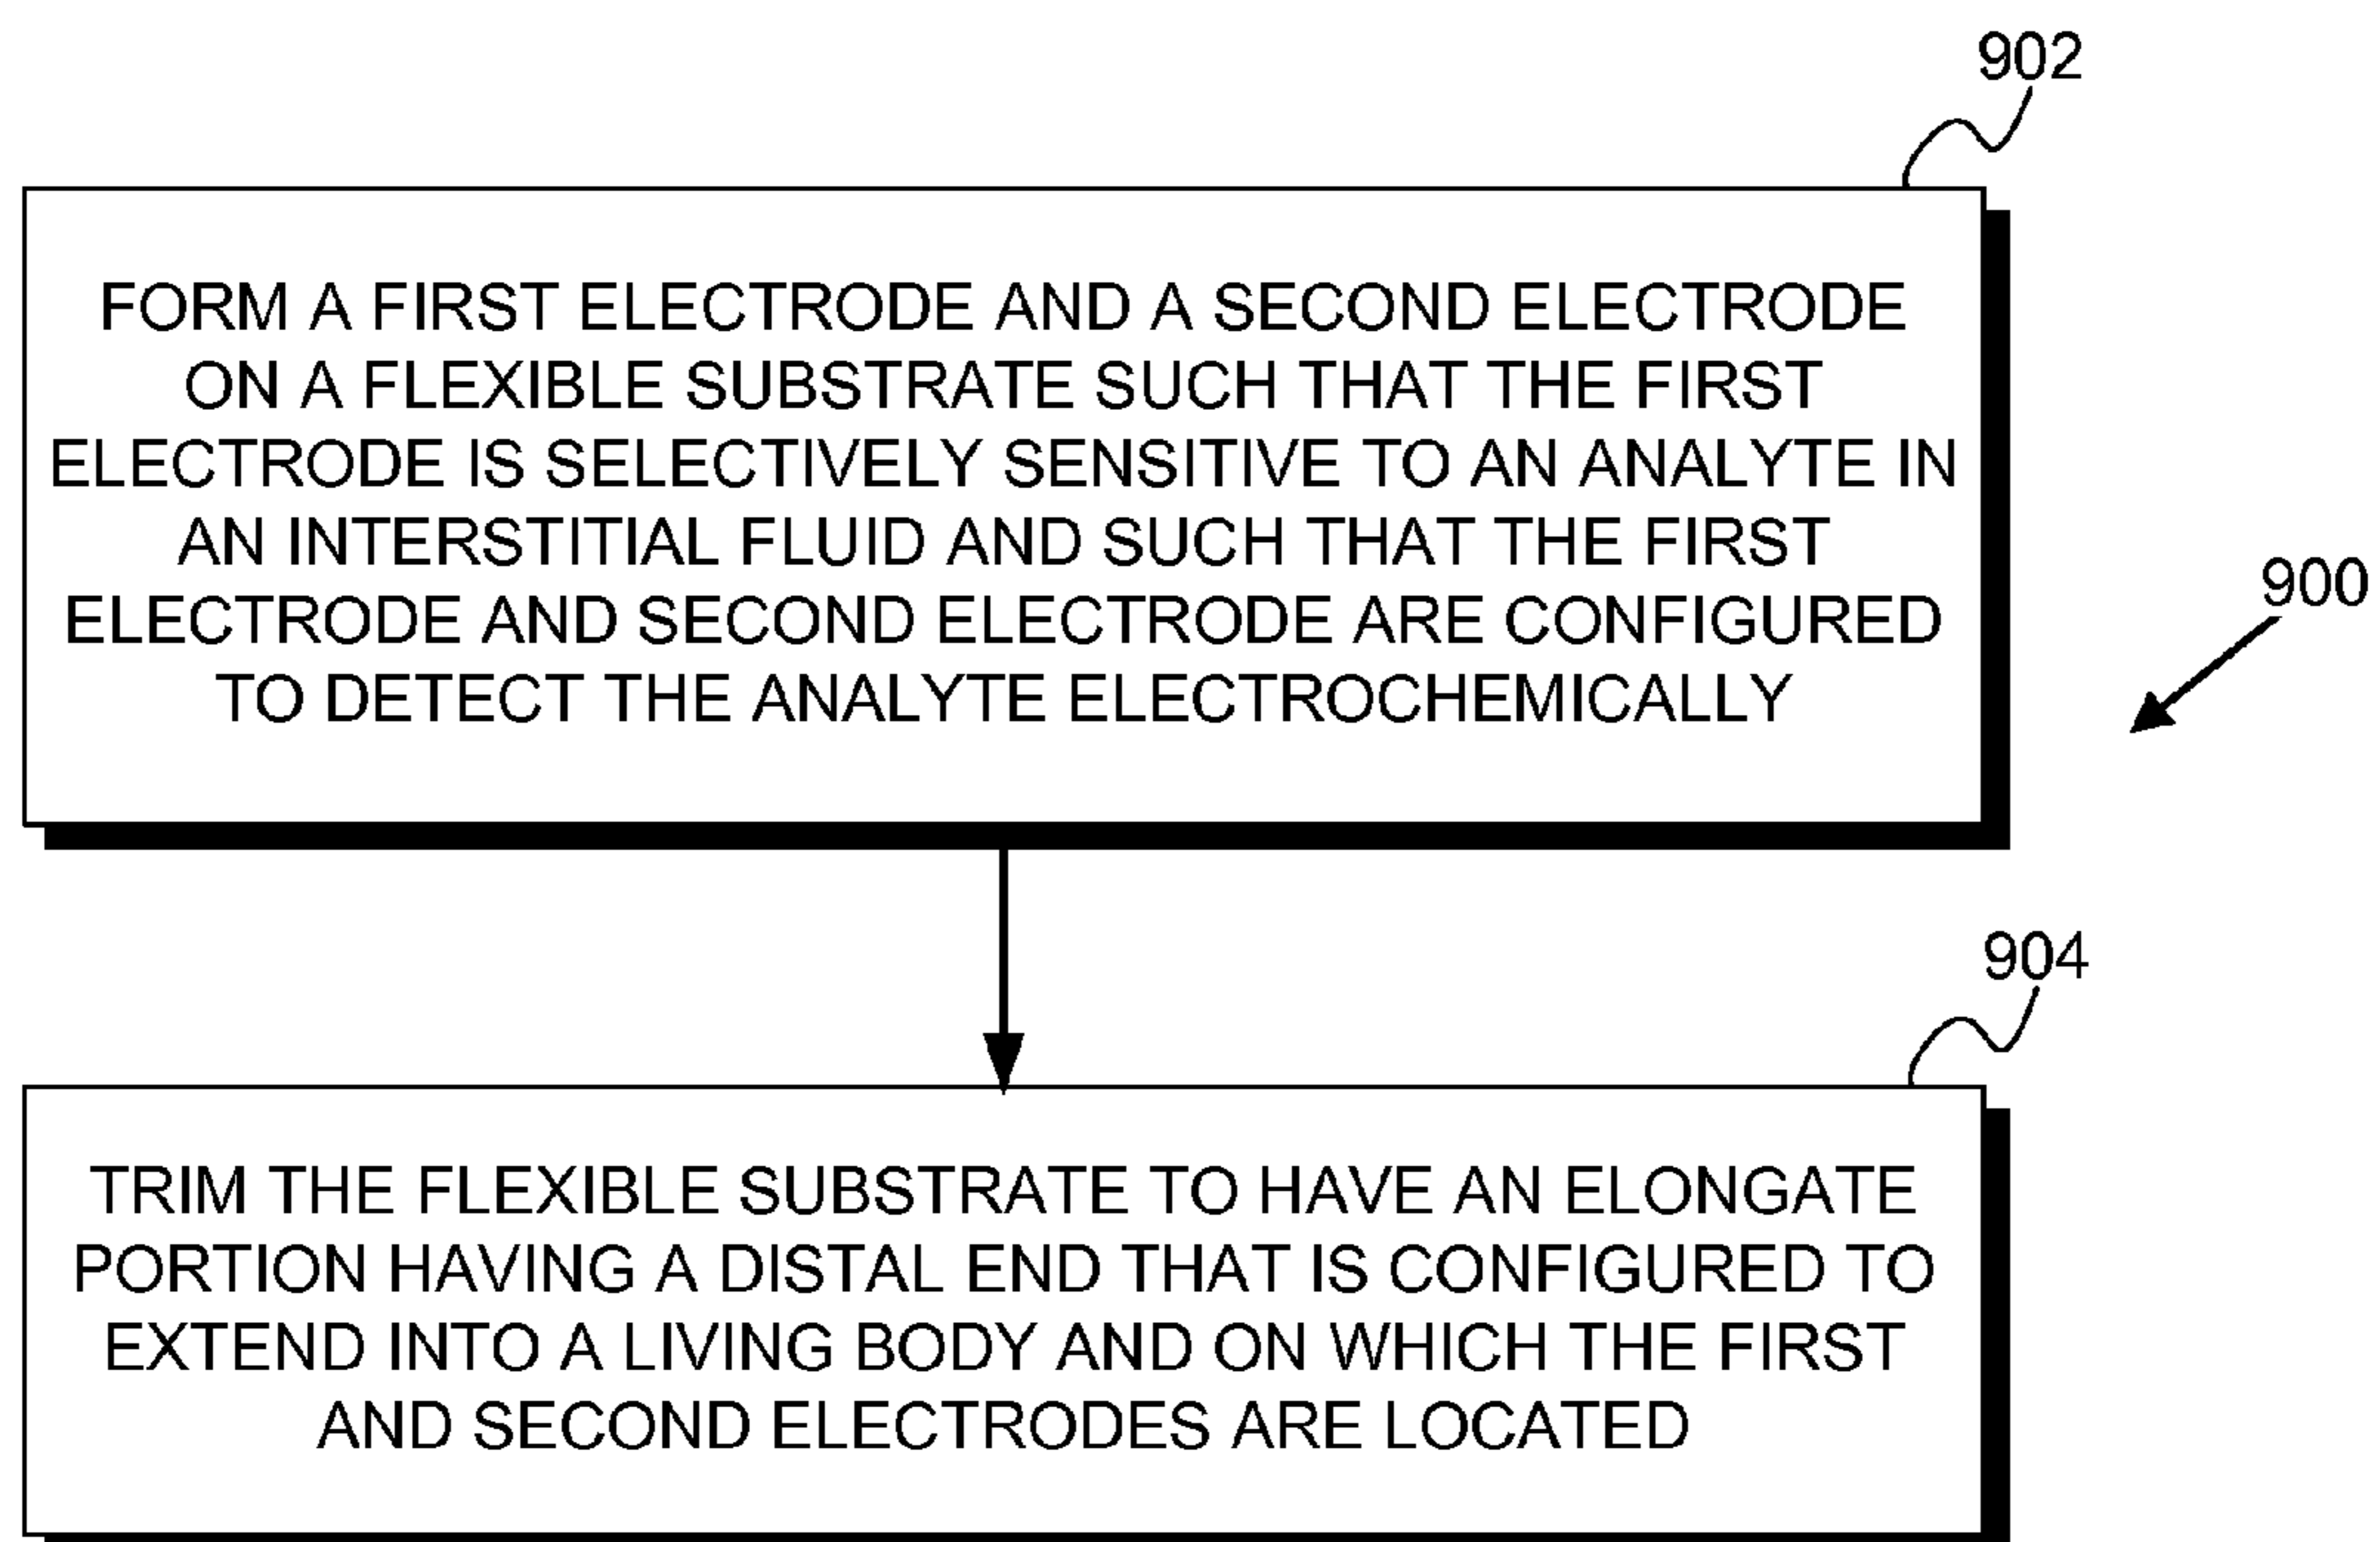 902
FORM A FIRST ELECTRODE AND A SECOND ELECTRODE
ON A FLEXIBLE SUBSTRATE SUCH THAT THE FIRST
ELECTRODE IS SELECTIVELY SENSITIVE TO AN ANALYTE IN
AN INTERSTITIAL FLUID AND SUCH THAT THE FIRST
ELECTRODE AND SECOND ELECTRODE ARE CONFIGURED
TO DETECT THE ANALYTE ELECTROCHEMICALLY
900
904
TRIM THE FLEXIBLE SUBSTRATE TO HAVE AN ELONGATE
PORTION HAVING A DISTAL END THAT IS CONFIGURED TO
EXTEND INTO A LIVING BODY AND ON WHICH THE FIRST
AND SECOND ELECTRODES ARE LOCATED